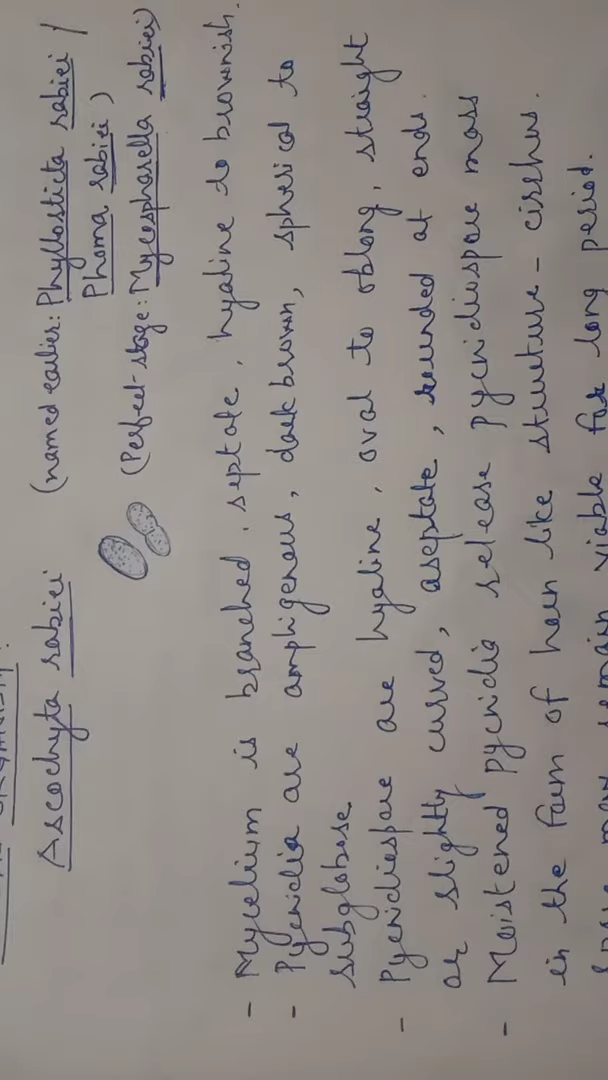 ORGANISM:
Ascochyta rabiei (named earlier: Phyllosticta rabiei /
Phoma rabiei)
(Perfect-stage: Mycosphaerella rabiei)
- Mycelium is branched, septate, hyaline to brownish.
- Pycnidia are amphigenous, dark brown, spherical to
subglobose
- Pycnidiospore are hyaline, oval to oblong, straight
or slightly curved, aseptate, rounded at ends.
- Moistened pycnidia release pycnidiospore mass
in the form of horn like structure - cirrhus.
remain viable for long period.